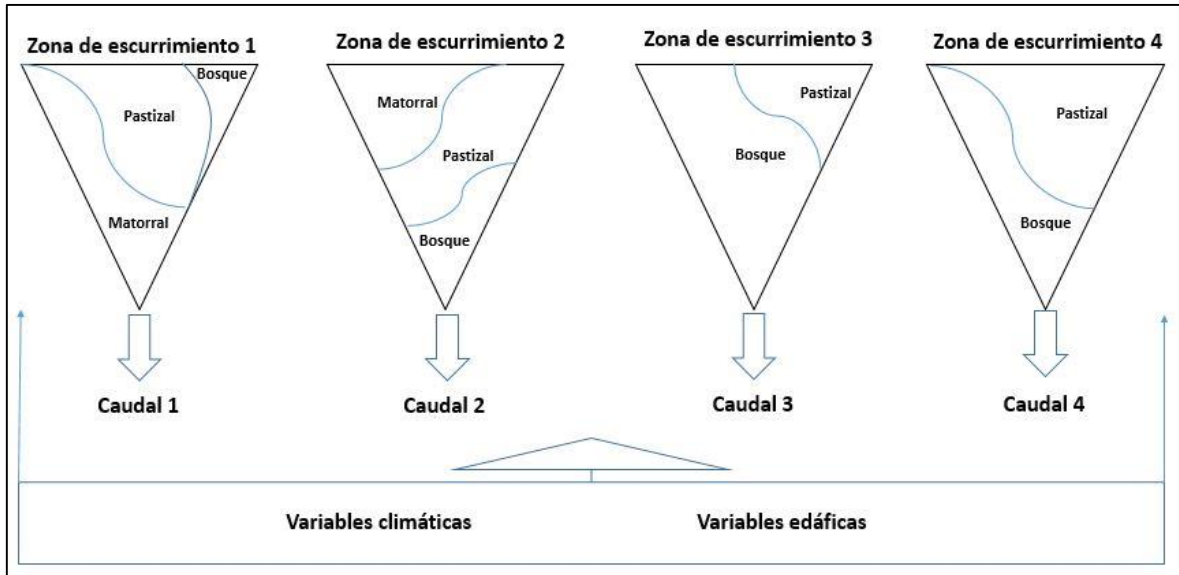 Zona de escurrimiento 1
Bosque
Pastizal
Matorral
Caudal 1
Zona de escurrimiento 2
Matorral
Pastizal
Bosque
Caudal 2
Zona de escurrimiento 3
Pastizal
Bosque
Caudal 3
Zona de escurrimiento 4
Pastizal
Bosque
Caudal 4
Variables climáticas
Variables edáficas